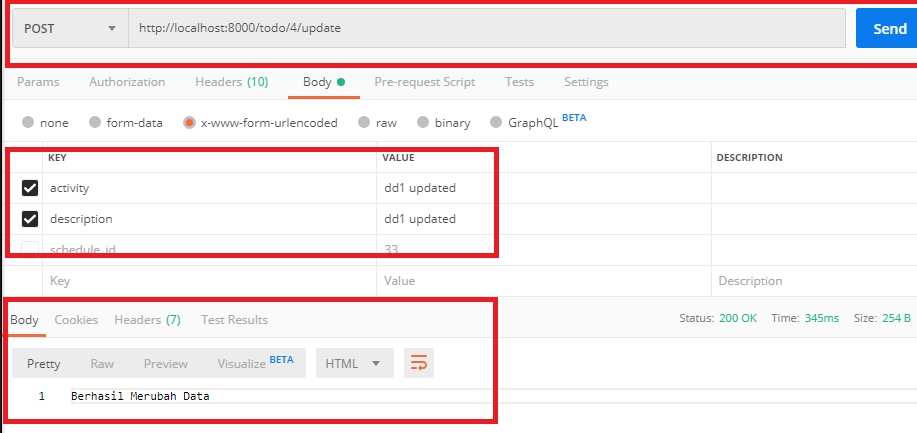 POST http://localhost:8000/todo/4/update Send
Params Authorization Headers (10) Body Pre-request Script Tests Settings
none form-data x-www-form-urlencoded raw binary GraphQL BETA
KEY VALUE DESCRIPTION
activity dd1 updated
description dd1 updated
schedule_id 33
Key Value Description
Body Cookies Headers (7) Test Results Status: 200 OK Time: 345ms Size: 254 B
Pretty Raw Preview Visualize BETA HTML
1 Berhasil Merubah Data